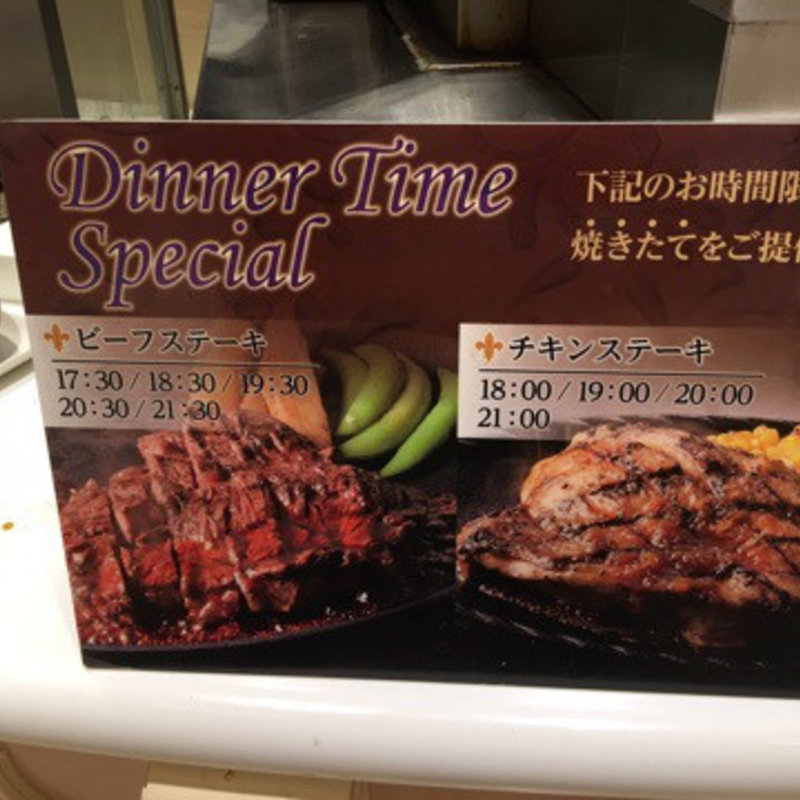 Dinner Time
Special
下記のお時間限
焼きたてをご提供
ビーフステーキ
17:30 / 18:30 / 19:30
20:30 / 21:30
チキンステーキ
18:00 / 19:00 / 20:00
21:00